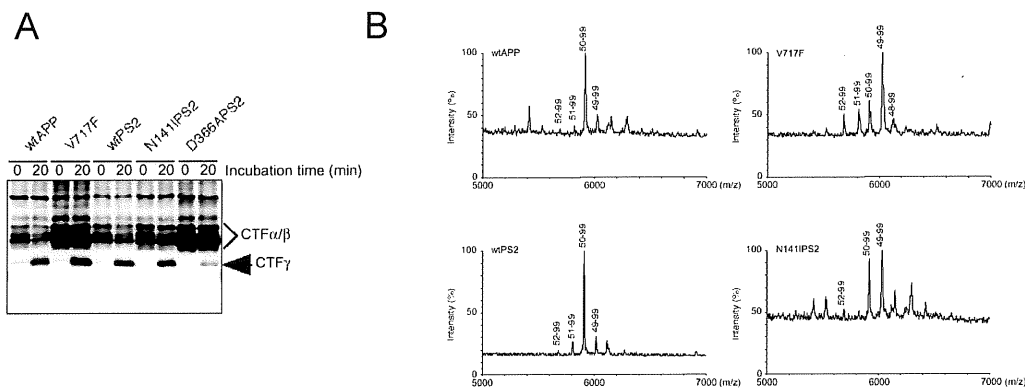 A
B
wtAPP
V717F
wtPS2
N141IPS2
D366APS2
0 20 0 20 0 20 0 20 0 20 Incubation time (min)
CTFα/β
CTFγ
wtAPP
100
50
0
Intensity (%)
52-99
51-99
50-99
49-99
5000 6000 7000 (m/z)
V717F
100
50
0
Intensity (%)
52-99
51-99
50-99
49-99
48-99
5000 6000 7000 (m/z)
wtPS2
100
50
0
Intensity (%)
52-99
51-99
50-99
49-99
5000 6000 7000 (m/z)
N141IPS2
100
50
0
Intensity (%)
52-99
50-99
49-99
5000 6000 7000 (m/z)